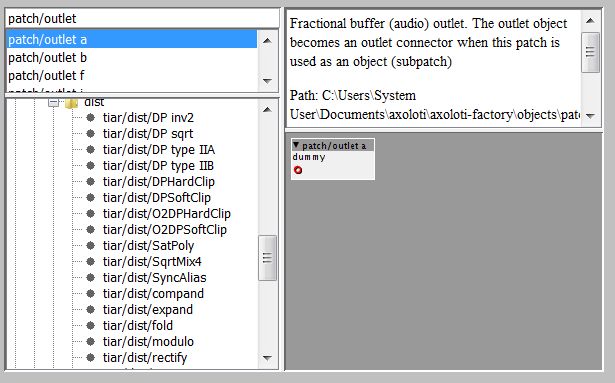 patch/outlet
patch/outlet a
patch/outlet b
patch/outlet f
dist
tiar/dist/DP inv2
tiar/dist/DP sqrt
tiar/dist/DP type IIA
tiar/dist/DP type IIB
tiar/dist/DPHardClip
tiar/dist/DPSoftClip
tiar/dist/O2DPHardClip
tiar/dist/O2DPSoftClip
tiar/dist/SatPoly
tiar/dist/SqrtMix4
tiar/dist/SyncAlias
tiar/dist/compand
tiar/dist/expand
tiar/dist/fold
tiar/dist/modulo
tiar/dist/rectify
Fractional buffer (audio) outlet. The outlet object
becomes an outlet connector when this patch is
used as an object (subpatch)
Path: C:\Users\System
User\Documents\axoloti\axoloti-factory\objects\pat
patch/outlet a
dummy